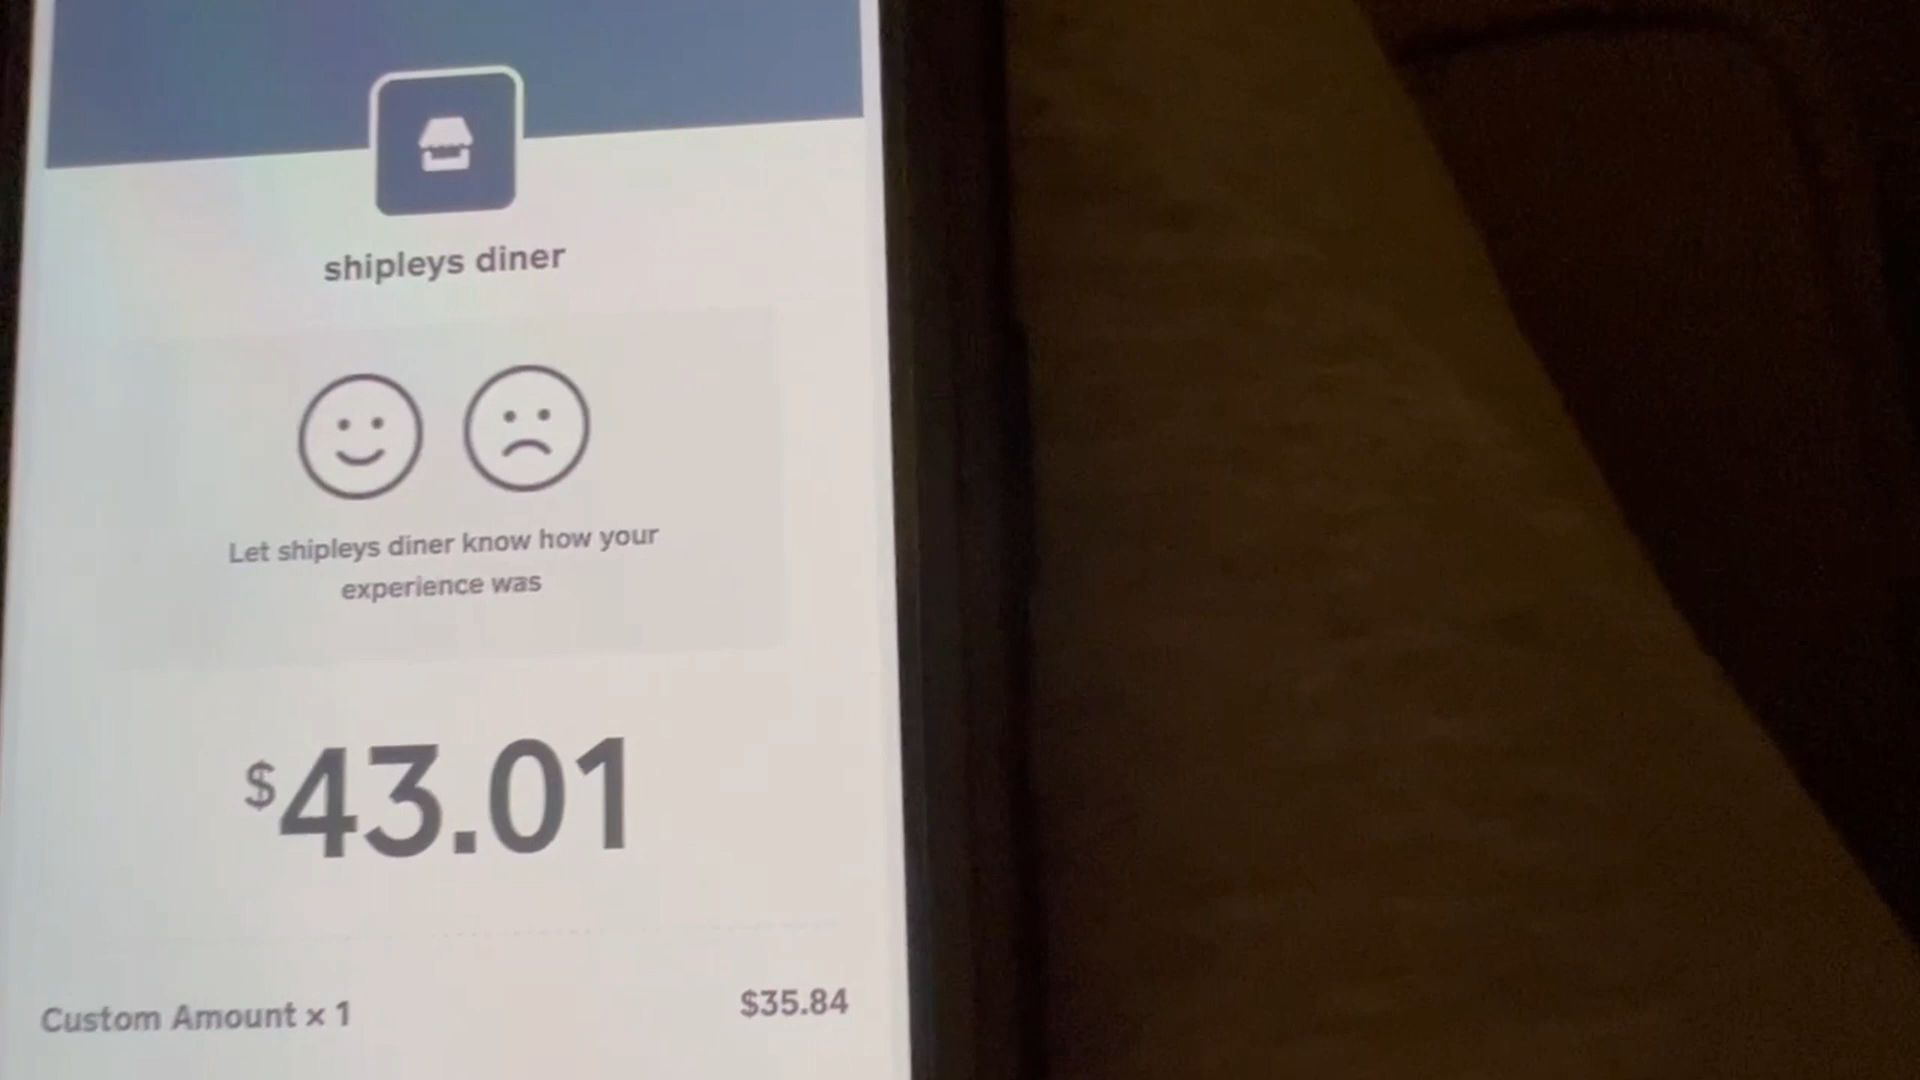 shipleys diner
Let shipleys diner know how your
experience was
$43.01
Custom Amount x 1 $35.84